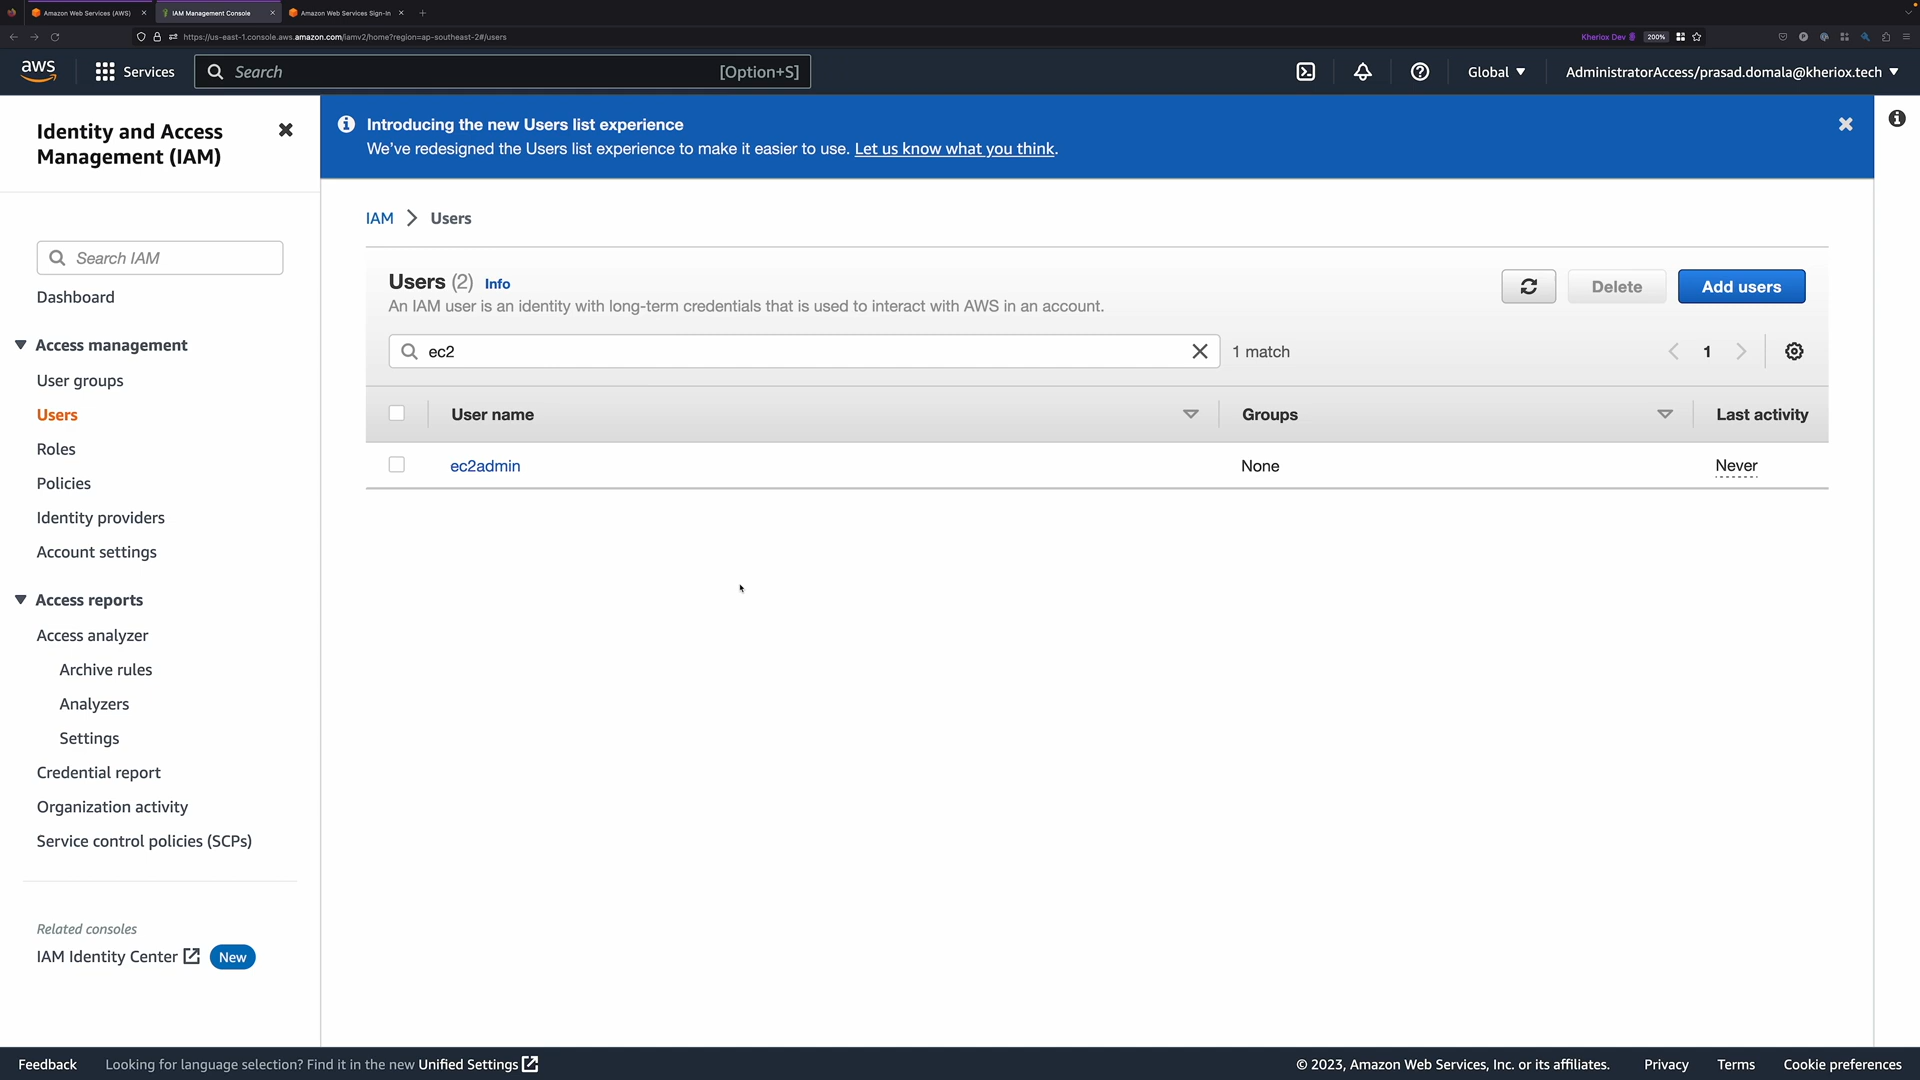 Amazon Web Services (AWS)
IAM Management Console
Amazon Web Services Sign-In
https://us-east-1.console.aws.amazon.com/iamv2/home?region=ap-southeast-2#/users
Kheriox Dev
200%
aws
Services
Search
[Option+S]
Global
AdministratorAccess/prasad.domala@kheriox.tech
Identity and Access
Management (IAM)
Search IAM
Dashboard
Access management
User groups
Users
Roles
Policies
Identity providers
Account settings
Access reports
Access analyzer
Archive rules
Analyzers
Settings
Credential report
Organization activity
Service control policies (SCPs)
Related consoles
IAM Identity Center New
Introducing the new Users list experience
We've redesigned the Users list experience to make it easier to use. Let us know what you think.
IAM > Users
Users (2) Info
An IAM user is an identity with long-term credentials that is used to interact with AWS in an account.
Delete
Add users
ec2
1 match
1
User name Groups Last activity
ec2admin None Never
Feedback
Looking for language selection? Find it in the new Unified Settings
© 2023, Amazon Web Services, Inc. or its affiliates.
Privacy
Terms
Cookie preferences